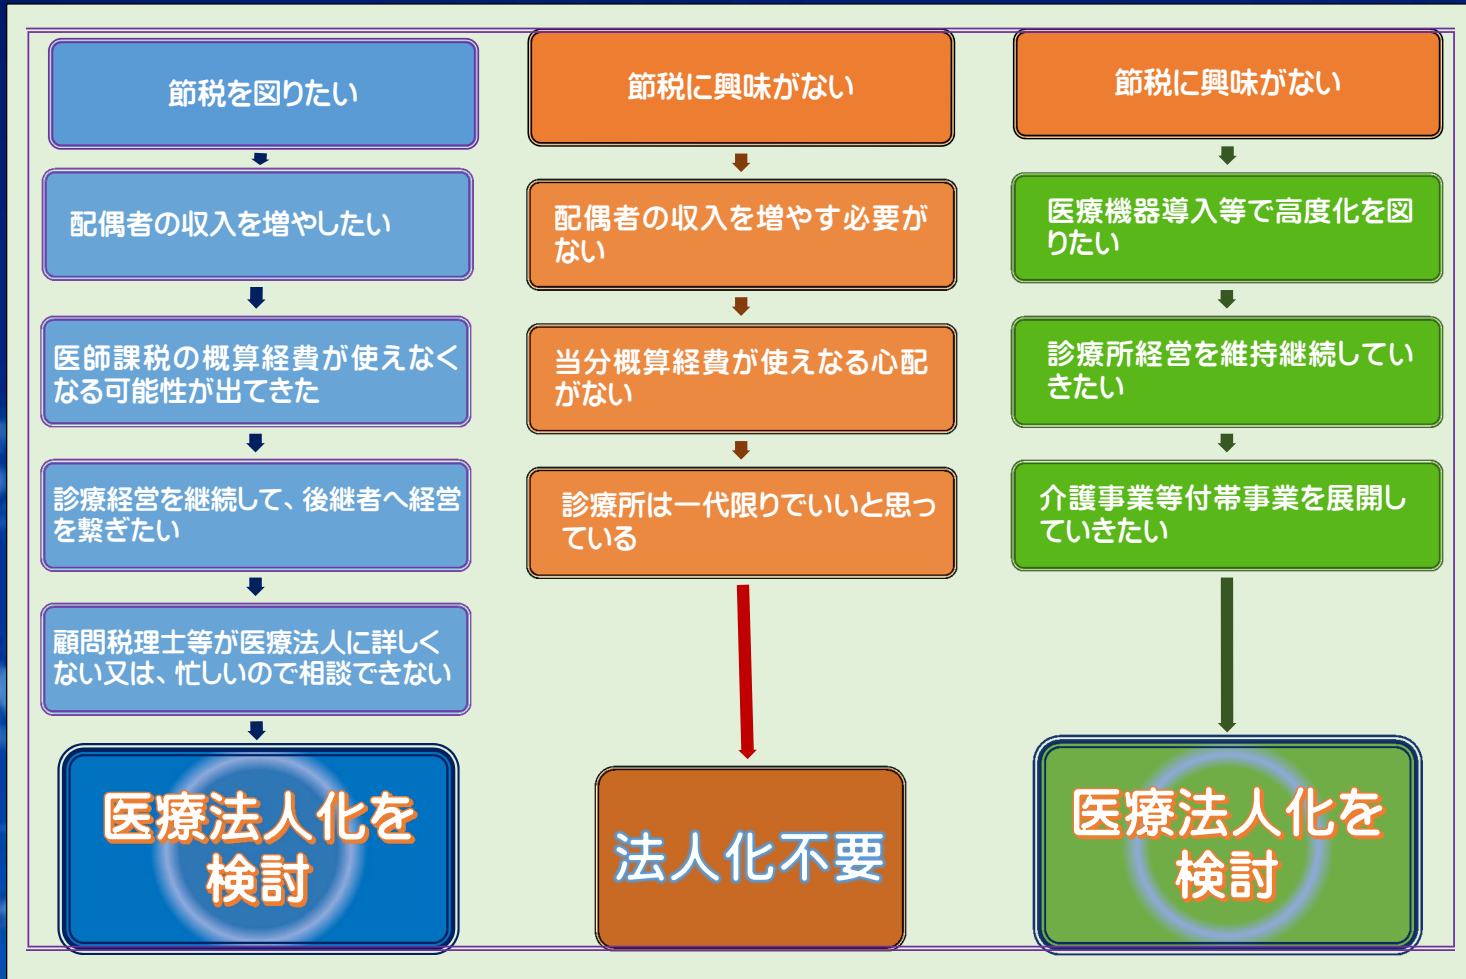 節税を図りたい
配偶者の収入を増やしたい
医師課税の概算経費が使えなく
なる可能性が出てきた
診療経営を継続して、後継者へ経営
を繋ぎたい
顧問税理士等が医療法人に詳しく
ない又は、忙しいので相談できない
医療法人化を
検討
節税に興味がない
配偶者の収入を増やす必要が
ない
当分概算経費が使えなる心配
がない
診療所は一代限りでいいと思っ
ている
法人化不要
節税に興味がない
医療機器導入等で高度化を図
りたい
診療所経営を維持継続してい
きたい
介護事業等付帯事業を展開し
ていきたい
医療法人化を
検討